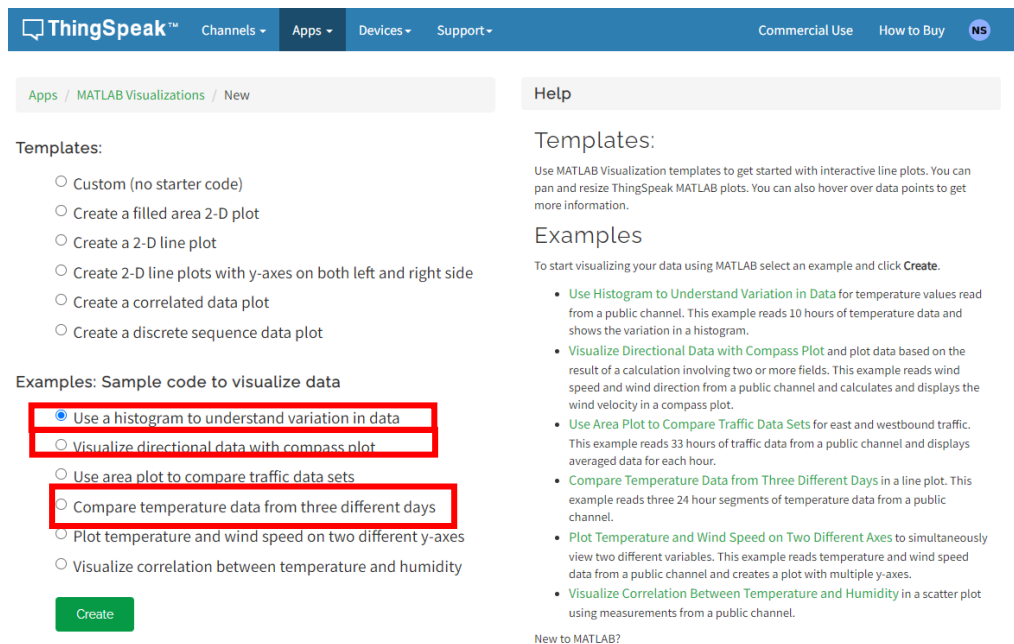 ThingSpeak™ Channels Apps Devices Support Commercial Use How to Buy NS
Apps / MATLAB Visualizations / New
Templates:
Custom (no starter code)
Create a filled area 2-D plot
Create a 2-D line plot
Create 2-D line plots with y-axes on both left and right side
Create a correlated data plot
Create a discrete sequence data plot
Examples: Sample code to visualize data
Use a histogram to understand variation in data
Visualize directional data with compass plot
Use area plot to compare traffic data sets
Compare temperature data from three different days
Plot temperature and wind speed on two different y-axes
Visualize correlation between temperature and humidity
Create
Help
Templates:
Use MATLAB Visualization templates to get started with interactive line plots. You can
pan and resize ThingSpeak MATLAB plots. You can also hover over data points to get
more information.
Examples
To start visualizing your data using MATLAB select an example and click Create.
• Use Histogram to Understand Variation in Data for temperature values read
from a public channel. This example reads 10 hours of temperature data and
shows the variation in a histogram.
• Visualize Directional Data with Compass Plot and plot data based on the
result of a calculation involving two or more fields. This example reads wind
speed and wind direction from a public channel and calculates and displays the
wind velocity in a compass plot.
• Use Area Plot to Compare Traffic Data Sets for east and westbound traffic.
This example reads 33 hours of traffic data from a public channel and displays
averaged data for each hour.
• Compare Temperature Data from Three Different Days in a line plot. This
example reads three 24 hour segments of temperature data from a public
channel.
• Plot Temperature and Wind Speed on Two Different Axes to simultaneously
view two different variables. This example reads temperature and wind speed
data from a public channel and creates a plot with multiple y-axes.
• Visualize Correlation Between Temperature and Humidity in a scatter plot
using measurements from a public channel.
New to MATLAB?